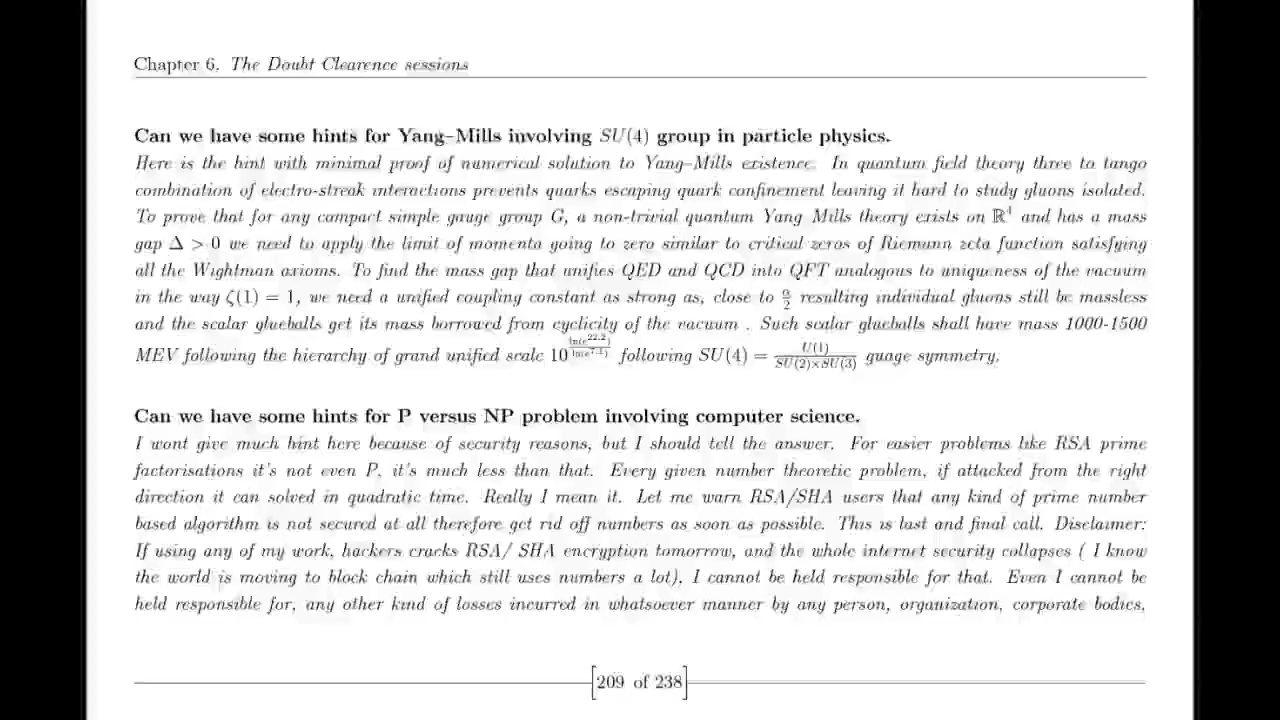 Chapter 6. The Doubt Clearence sessions
Can we have some hints for Yang–Mills involving SU(4) group in particle physics.
Here is the hint with minimal proof of numerical solution to Yang–Mills existence. In quantum field theory three to tango
combination of electro-streak interactions prevents quarks escaping quark confinement leaving it hard to study gluons isolated.
To prove that for any compact simple gauge group G, a non-trivial quantum Yang Mills theory exists on ℝ⁴ and has a mass
gap Δ > 0 we need to apply the limit of momenta going to zero similar to critical zeros of Riemann zeta function satisfying
all the Wightman axioms. To find the mass gap that unifies QED and QCD into QFT analogous to uniqueness of the vacuum
in the way ζ(1) = 1, we need a unified coupling constant as strong as, close to α/2 resulting individual gluons still be massless
and the scalar glueballs get its mass borrowed from cyclicity of the vacuum . Such scalar glueballs shall have mass 1000-1500
MEV following the hierarchy of grand unified scale 10^(ln(e^22.2)/ln(e^7.1)) following SU(4) = U(1)/SU(2)×SU(3) guage symmetry.
Can we have some hints for P versus NP problem involving computer science.
I wont give much hint here because of security reasons, but I should tell the answer. For easier problems like RSA prime
factorisations it's not even P, it's much less than that. Every given number theoretic problem, if attacked from the right
direction it can solved in quadratic time. Really I mean it. Let me warn RSA/SHA users that any kind of prime number
based algorithm is not secured at all therefore get rid off numbers as soon as possible. This is last and final call. Disclaimer:
If using any of my work, hackers cracks RSA/ SHA encryption tomorrow, and the whole internet security collapses ( I know
the world is moving to block chain which still uses numbers a lot), I cannot be held responsible for that. Even I cannot be
held responsible for, any other kind of losses incurred in whatsoever manner by any person, organization, corporate bodies,
209 of 238